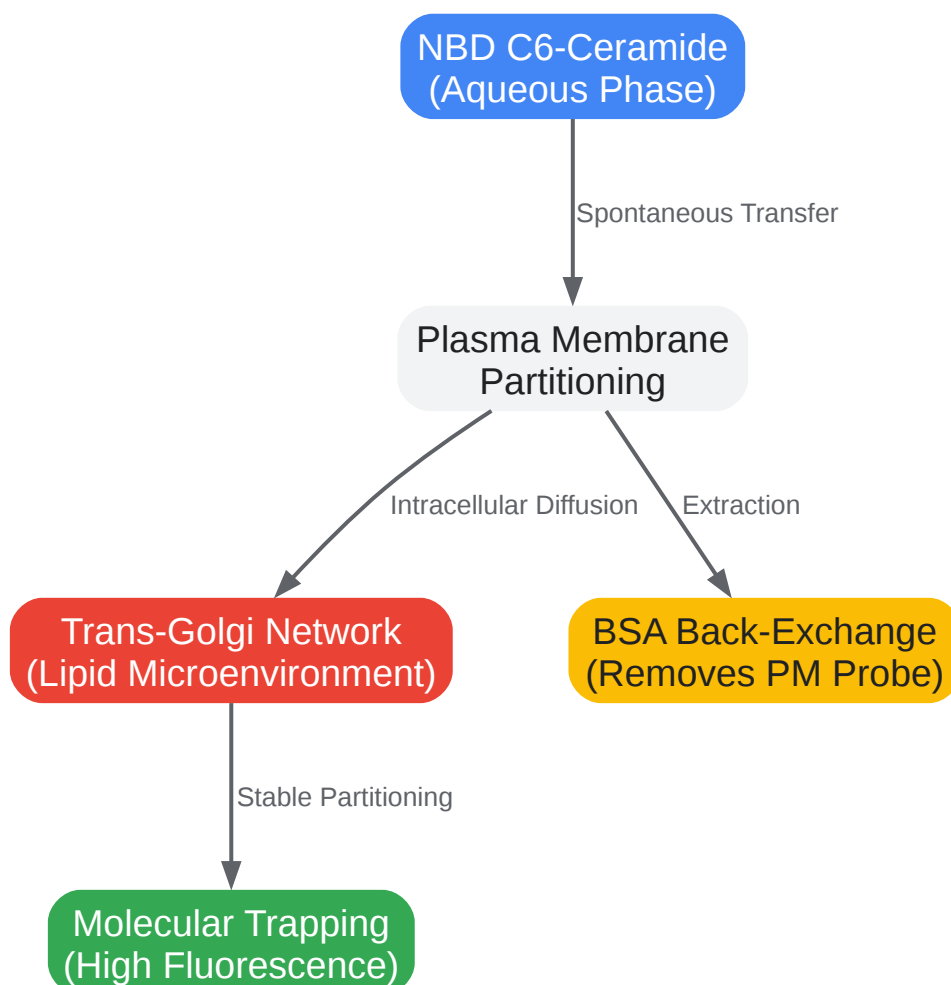 NBD C6-Ceramide
(Aqueous Phase)
Spontaneous Transfer
Plasma Membrane
Partitioning
Intracellular Diffusion
Extraction
Trans-Golgi Network
(Lipid Microenvironment)
BSA Back-Exchange
(Removes PM Probe)
Stable Partitioning
Molecular Trapping
(High Fluorescence)